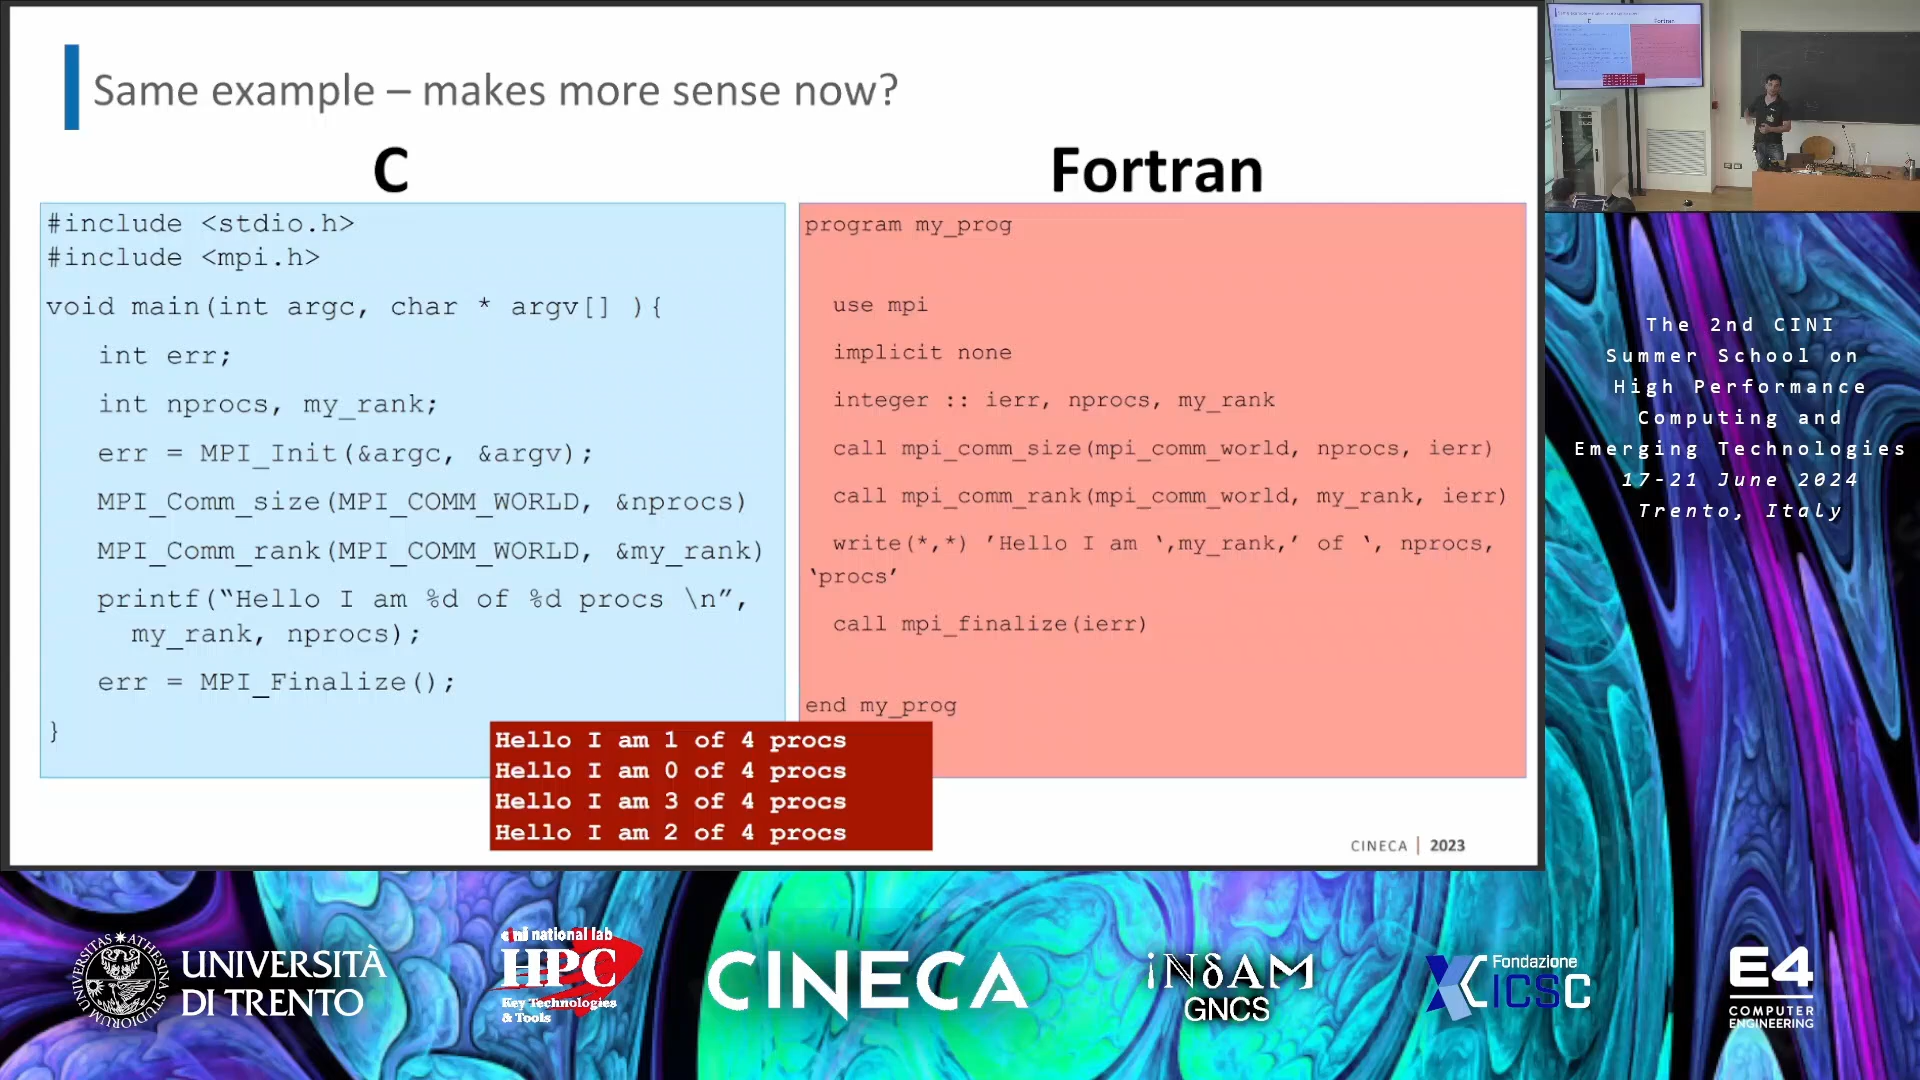 Same example – makes more sense now?
C
#include <stdio.h>
#include <mpi.h>
void main(int argc, char * argv[] ){
int err;
int nprocs, my_rank;
err = MPI_Init(&argc, &argv);
MPI_Comm_size(MPI_COMM_WORLD, &nprocs)
MPI_Comm_rank(MPI_COMM_WORLD, &my_rank)
printf(“Hello I am %d of %d procs \n”,
my_rank, nprocs);
err = MPI_Finalize();
}
Fortran
program my_prog
use mpi
implicit none
integer :: ierr, nprocs, my_rank
call mpi_comm_size(mpi_comm_world, nprocs, ierr)
call mpi_comm_rank(mpi_comm_world, my_rank, ierr)
write(*,*) ’Hello I am ‘,my_rank,’ of ‘, nprocs,
‘procs’
call mpi_finalize(ierr)
end my_prog
Hello I am 1 of 4 procs
Hello I am 0 of 4 procs
Hello I am 3 of 4 procs
Hello I am 2 of 4 procs
CINECA | 2023
C
Fortran
The 2nd CINI
Summer School on
High Performance
Computing and
Emerging Technologies
17-21 June 2024
Trento, Italy
UNIVERSITÀ
DI TRENTO
cini national lab
HPC
Key Technologies
& Tools
CINECA
iNδAM
GNCS
Fondazione
ICSC
E4
COMPUTER
ENGINEERING